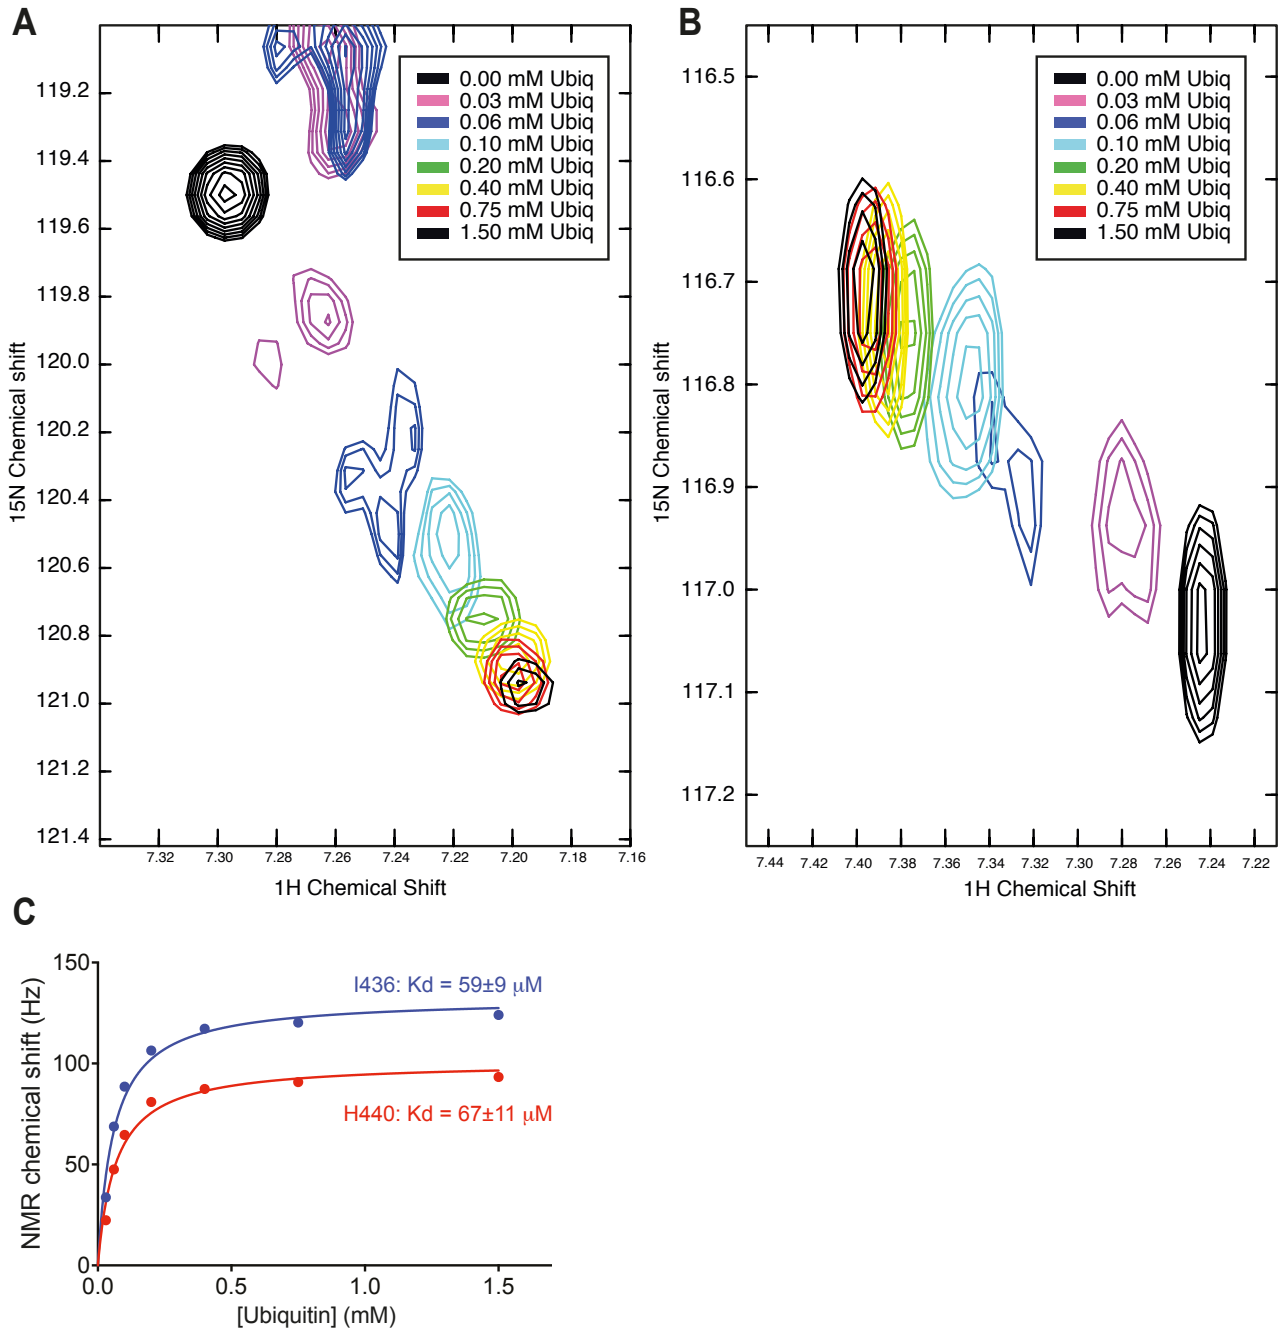 A
119.2
119.4
119.6
119.8
120.0
120.2
120.4
120.6
120.8
121.0
121.2
121.4
15N Chemical shift
0.00 mM Ubiq
0.03 mM Ubiq
0.06 mM Ubiq
0.10 mM Ubiq
0.20 mM Ubiq
0.40 mM Ubiq
0.75 mM Ubiq
1.50 mM Ubiq
7.32 7.30 7.28 7.26 7.24 7.22 7.20 7.18 7.16
1H Chemical Shift
B
116.5
116.6
116.7
116.8
116.9
117.0
117.1
117.2
15N Chemical shift
0.00 mM Ubiq
0.03 mM Ubiq
0.06 mM Ubiq
0.10 mM Ubiq
0.20 mM Ubiq
0.40 mM Ubiq
0.75 mM Ubiq
1.50 mM Ubiq
7.44 7.42 7.40 7.38 7.36 7.34 7.32 7.30 7.28 7.26 7.24 7.22
1H Chemical Shift
C
150
100
50
0
NMR chemical shift (Hz)
I436: Kd = 59±9 μM
H440: Kd = 67±11 μM
0.0 0.5 1.0 1.5
[Ubiquitin] (mM)